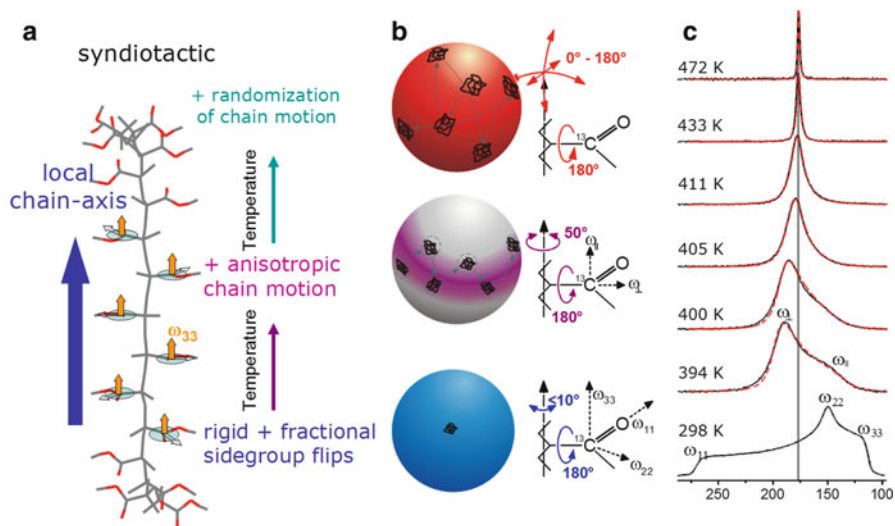 a
syndiotactic
+ randomization
of chain motion
local
chain-axis
Temperature
+ anisotropic
chain motion
ω33
Temperature
rigid + fractional
sidegroup flips
b
0° - 180°
13C
O
180°
50°
ω||
13C
O
ω⊥
180°
≤10°
ω33
13C
O
ω11
180°
ω22
c
472 K
433 K
411 K
405 K
400 K
ω⊥
394 K
ω||
ω22
298 K
ω33
ω11
250
200
150
100